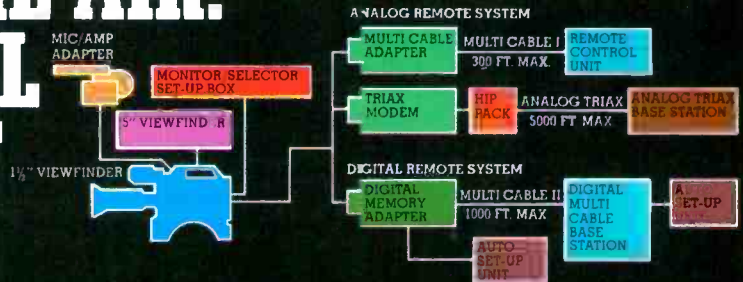 AIR.
MIC/AMP
ADAPTER
MONITOR SELECTOR
SET-UP BOX
5" VIEWFINDER
1½" VIEWFINDER
ANALOG REMOTE SYSTEM
MULTI CABLE
ADAPTER
MULTI CABLE I
300 FT. MAX.
REMOTE
CONTROL
UNIT
TRIAX
MODEM
HIP
PACK
ANALOG TRIAX
5000 FT MAX
ANALOG TRIAX
BASE STATION
DIGITAL REMOTE SYSTEM
DIGITAL
MEMORY
ADAPTER
MULTI CABLE II
1000 FT. MAX
DIGITAL
MULTI
CABLE
BASE
STATION
SET-UP
AUTO
SET-UP
UNIT